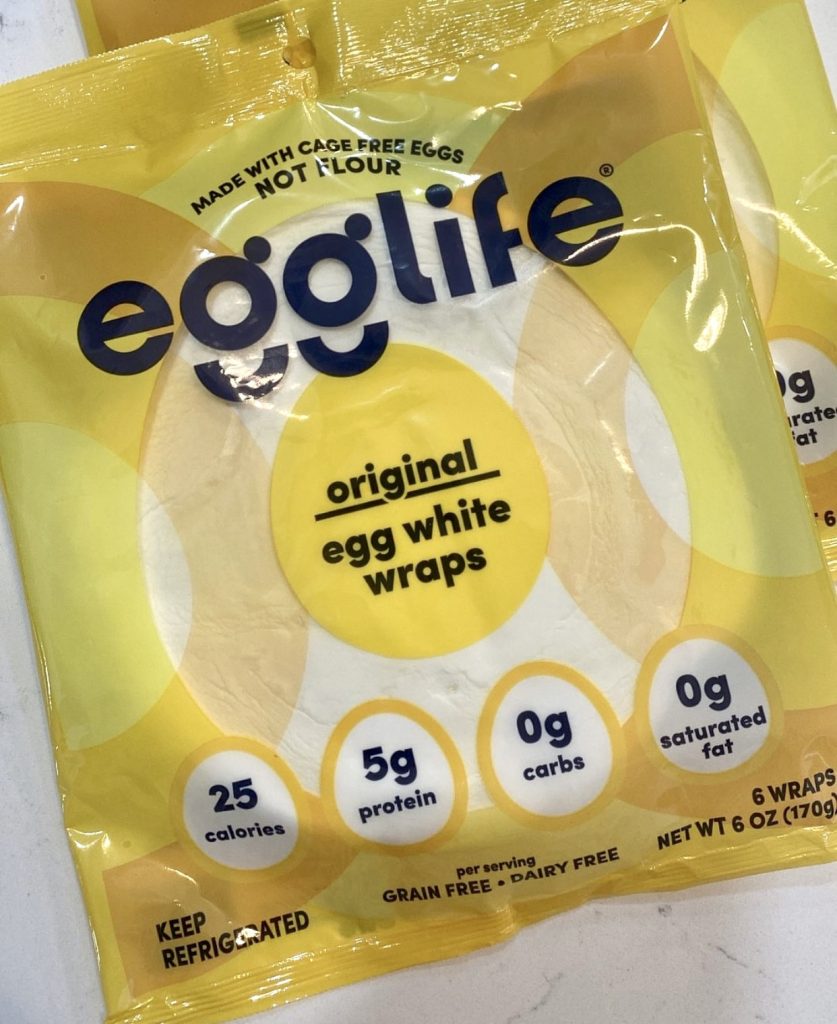 MADE WITH CAGE FREE EGGS
NOT FLOUR
egglife®
original
egg white
wraps
25
calories
5g
protein
0g
carbs
0g
saturated
fat
per serving
GRAIN FREE • DAIRY FREE
6 WRAPS
NET WT 6 OZ (170g)
KEEP
REFRIGERATED